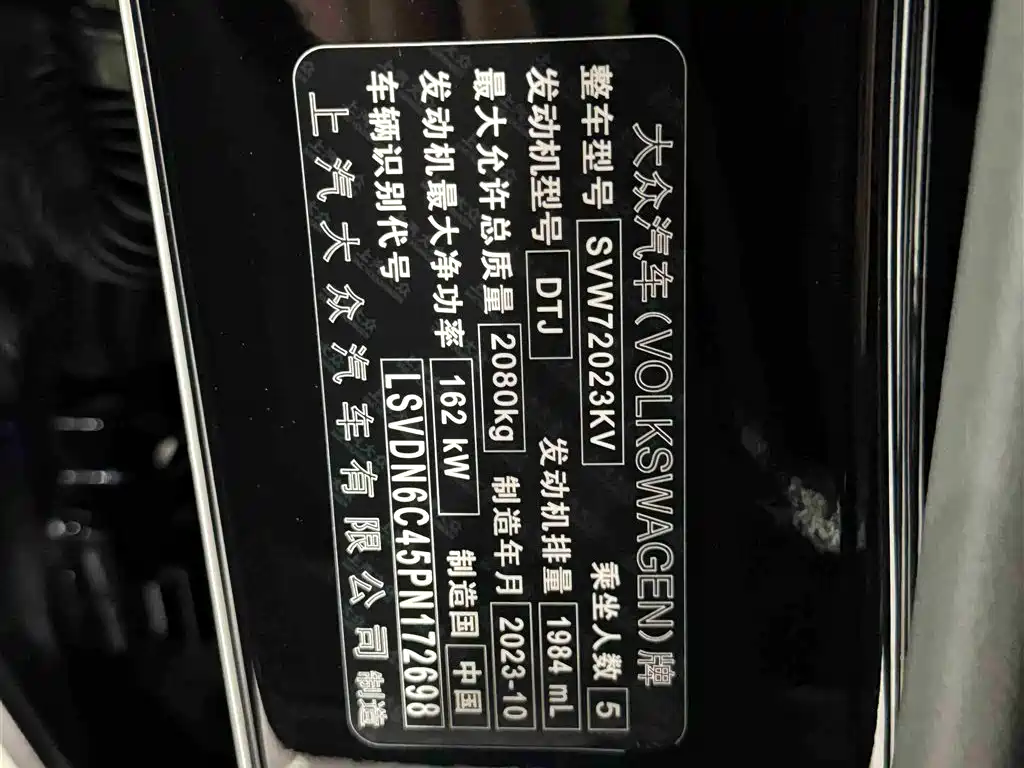 大众汽车(VOLKSWAGEN)牌
整车型号 SVW72023KV 乘坐人数 5
发动机型号 DTJ 发动机排量 1984 mL
最大允许总质量 2080kg 制造年月 2023-10
发动机最大净功率 162 kW 制造国 中国
车辆识别代号 LSVDN6C45PN172698
上汽大众汽车有限公司制造